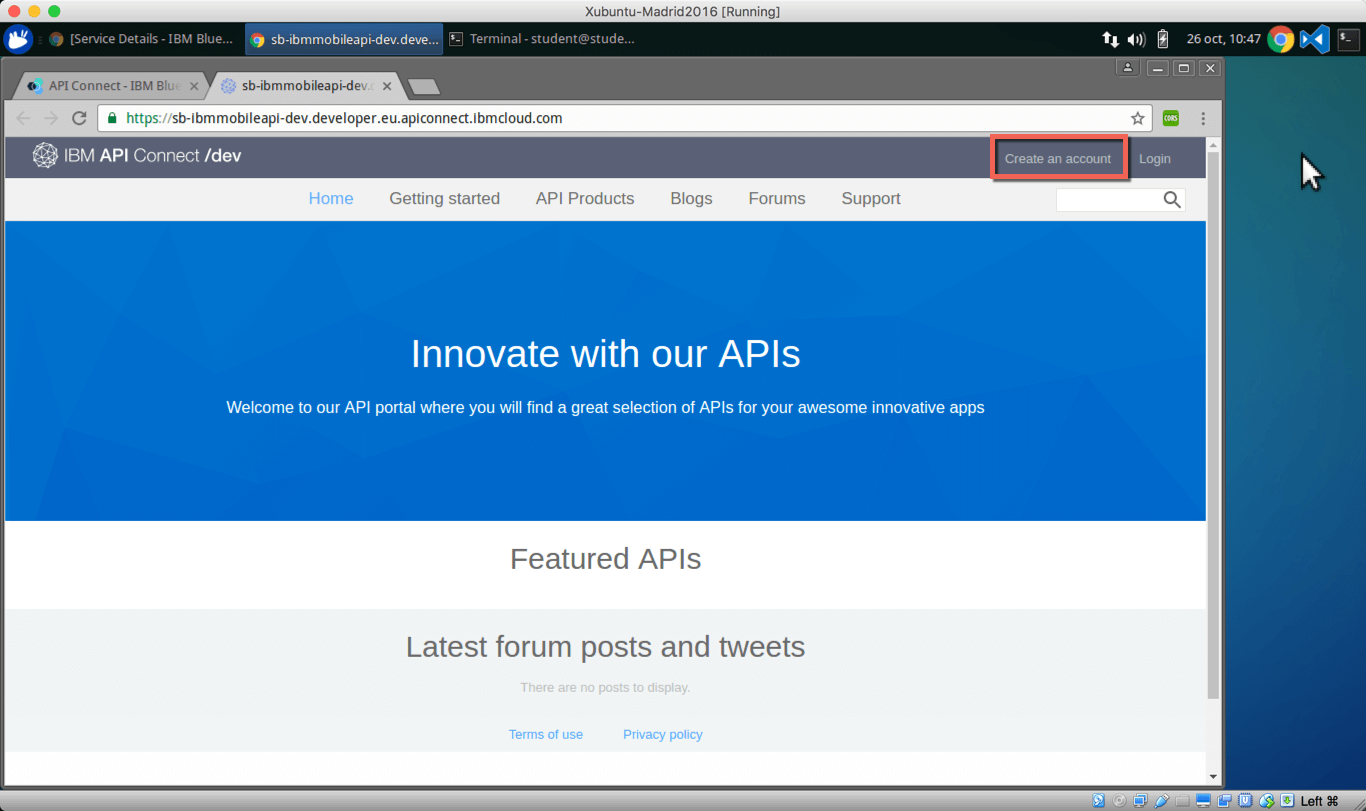 Xubuntu-Madrid2016 [Running]
[Service Details - IBM Blue... sb-ibmmobileapi-dev.deve... Terminal - student@stude... 26 oct, 10:47
API Connect - IBM Blue sb-ibmmobileapi-dev.d
https://sb-ibmmobileapi-dev.developer.eu.apiconnect.ibmcloud.com CORS
IBM API Connect /dev Create an account Login
Home Getting started API Products Blogs Forums Support
Innovate with our APIs
Welcome to our API portal where you will find a great selection of APIs for your awesome innovative apps
Featured APIs
Latest forum posts and tweets
There are no posts to display.
Terms of use Privacy policy
Left ⌘